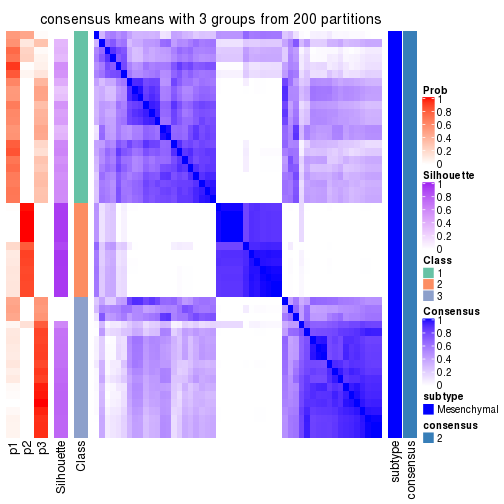 consensus kmeans with 3 groups from 200 partitions
Prob
1
0.8
0.6
0.4
0.2
0
Silhouette
1
0.8
0.6
0.4
0.2
0
Class
1
2
3
Consensus
1
0.8
0.6
0.4
0.2
0
subtype
Mesenchymal
consensus
2
p1
p2
p3
Silhouette
Class
subtype
consensus